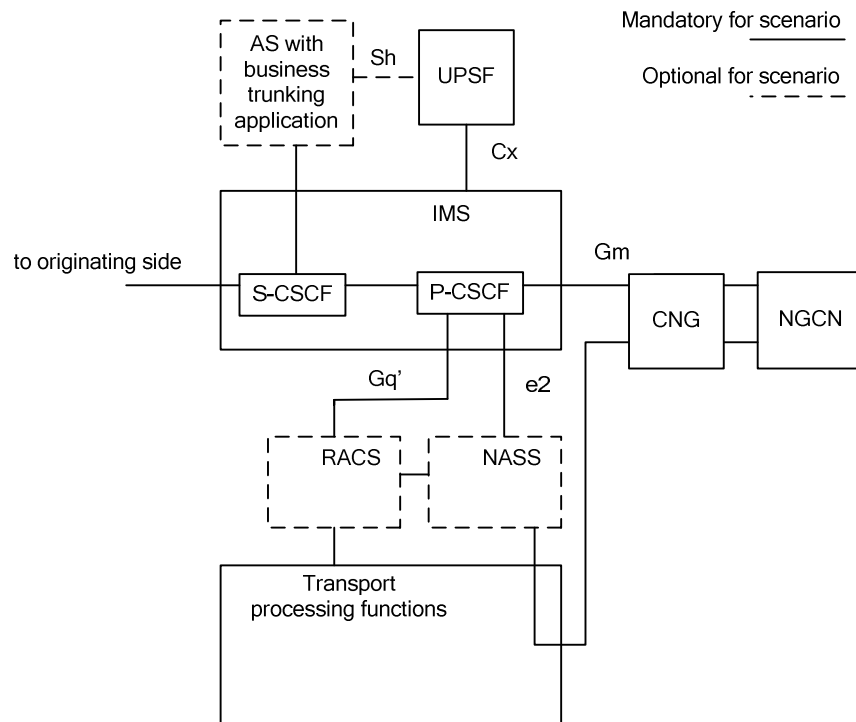 Mandatory for scenario
Optional for scenario
AS with
business
trunking
application
Sh
UPSF
Cx
IMS
to originating side
S-CSCF
P-CSCF
Gm
CNG
NGCN
Gq’
e2
RACS
NASS
Transport
processing functions